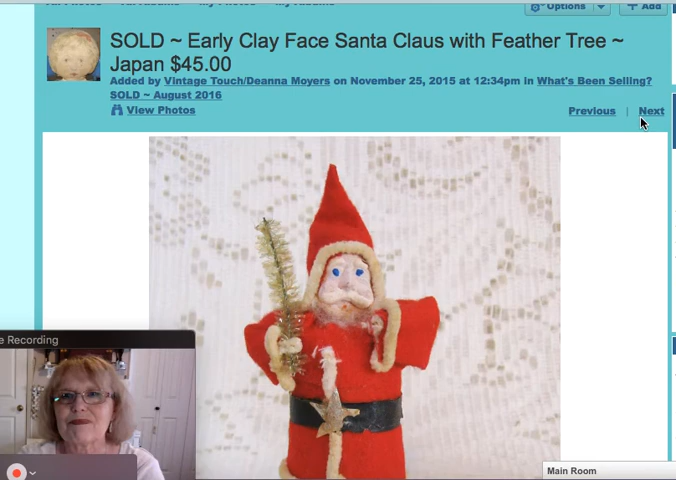 Options
Add
SOLD ~ Early Clay Face Santa Claus with Feather Tree ~
Japan $45.00
Added by Vintage Touch/Deanna Moyers on November 25, 2015 at 12:34pm in What's Been Selling?
SOLD ~ August 2016
View Photos
Previous | Next
Recording
Main Room